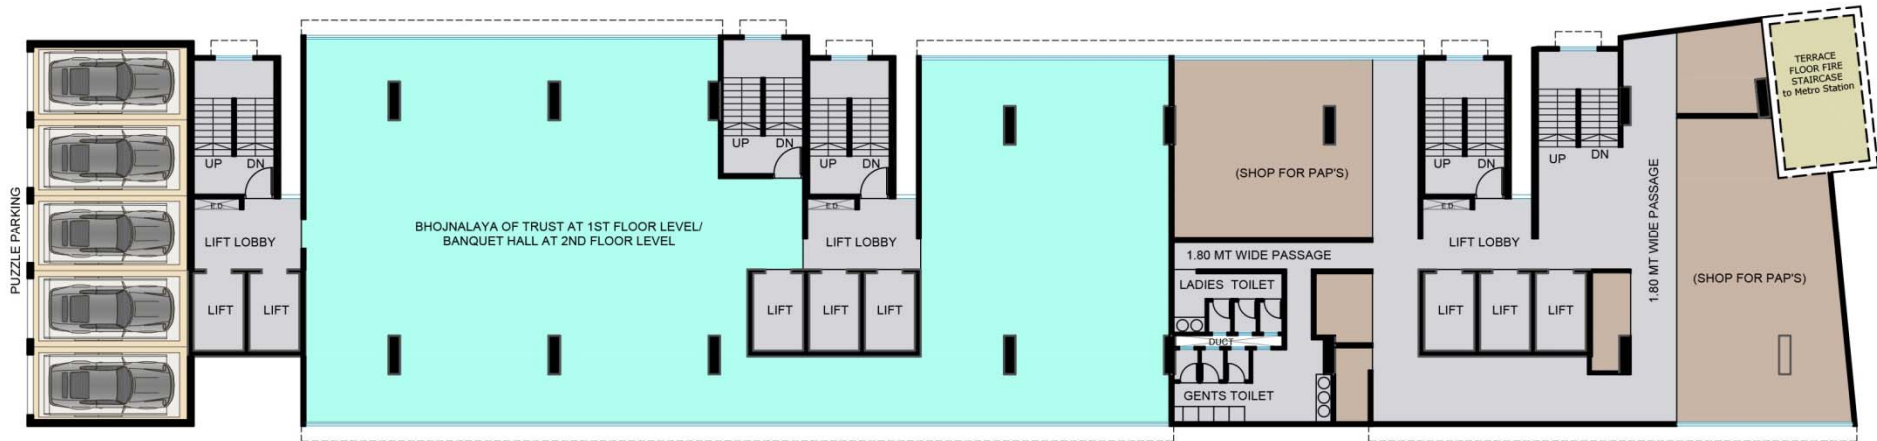 PUZZLE PARKING
UP DN
E.D
LIFT LOBBY
LIFT
LIFT
BHOJNALAYA OF TRUST AT 1ST FLOOR LEVEL/
BANQUET HALL AT 2ND FLOOR LEVEL
UP DN
UP DN
E.D
LIFT LOBBY
LIFT
LIFT
LIFT
(SHOP FOR PAP'S)
1.80 MT WIDE PASSAGE
LADIES TOILET
DUCT
GENTS TOILET
UP DN
E.D
LIFT LOBBY
LIFT
LIFT
LIFT
UP DN
1.80 MT WIDE PASSAGE
(SHOP FOR PAP'S)
TERRACE
FLOOR FIRE
STAIRCASE
to Metro Station